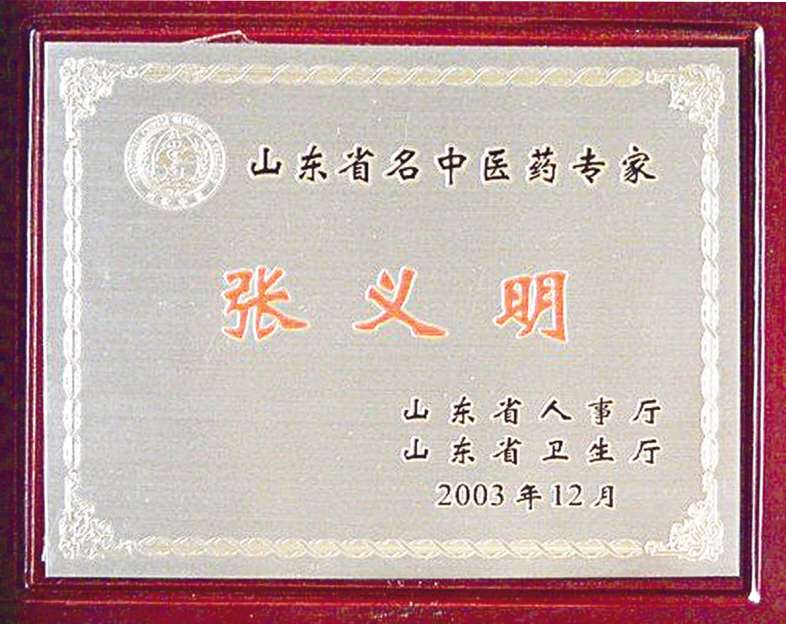 山东省名中医药专家
张义明
山东省人事厅
山东省卫生厅
2003年12月